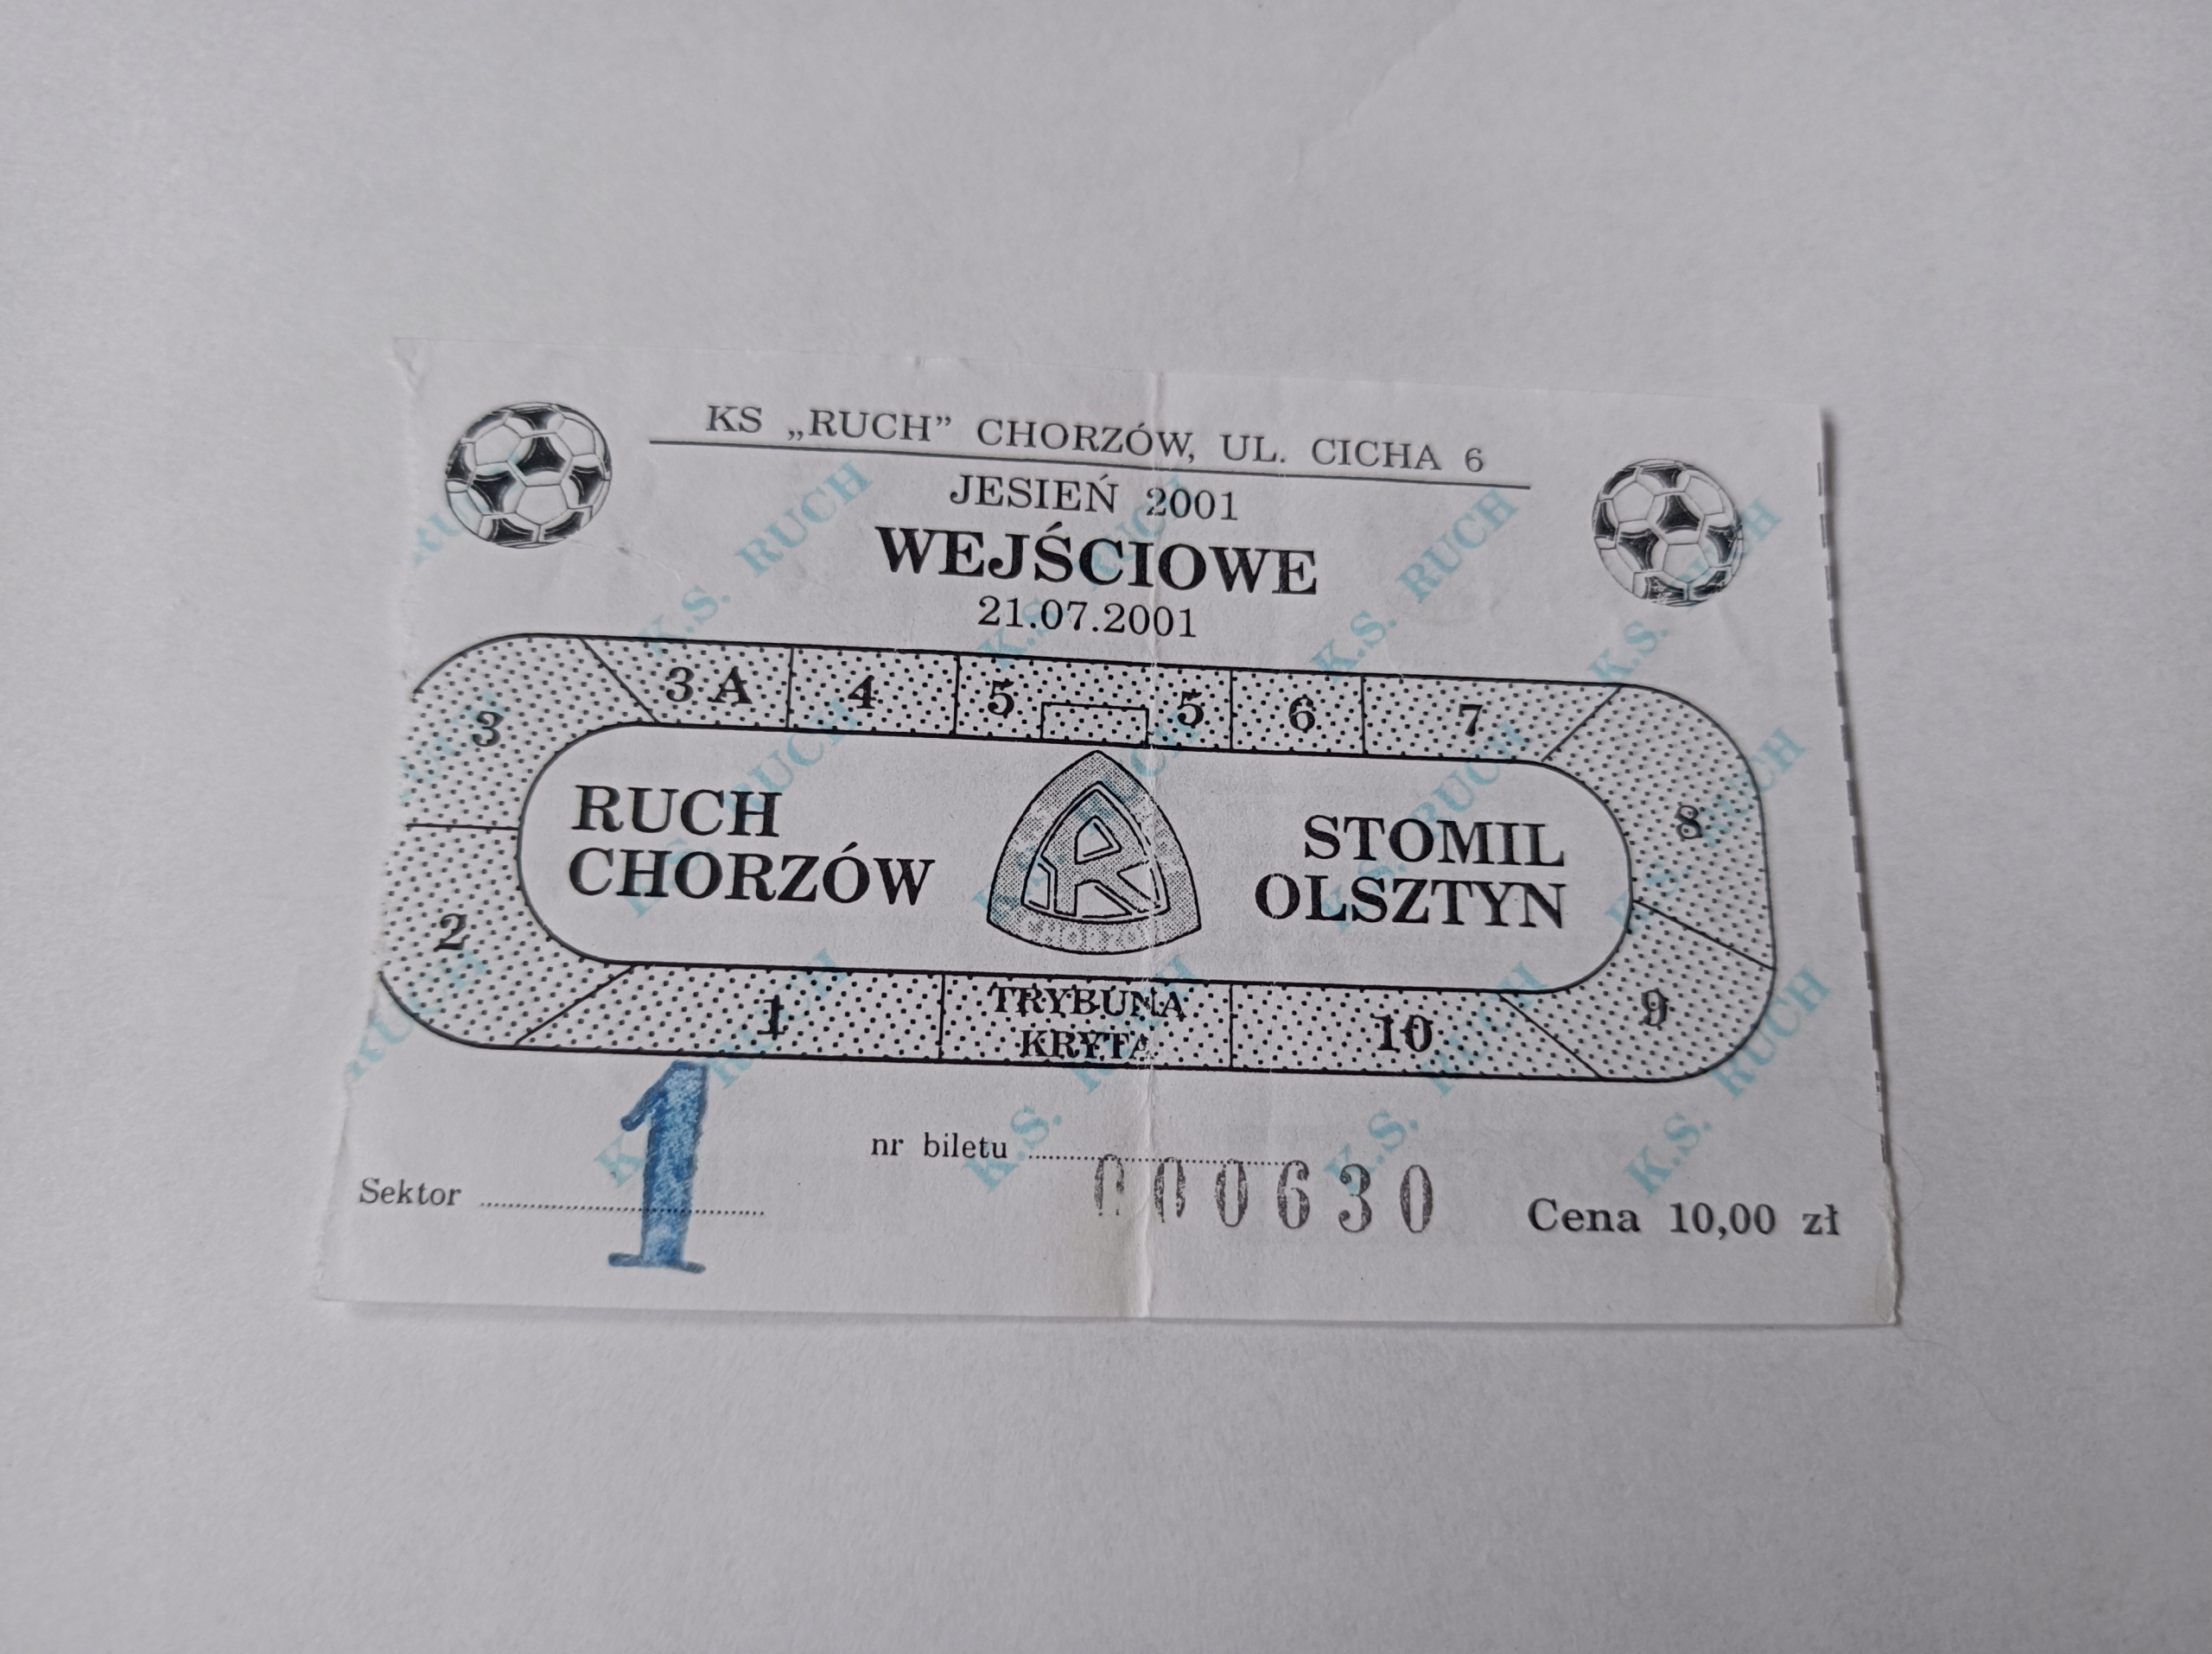 KS „RUCH” CHORZÓW, UL. CICHA 6
JESIEŃ 2001
WEJŚCIOWE
21.07.2001
3 3A 4 5 5 6 7 8
RUCH
CHORZÓW
R
CHORZÓW
STOMIL
OLSZTYN
2 1
TRYBUNA
KRYTA
10 9
Sektor 1
nr biletu 000630
Cena 10,00 zł
K.S. RUCH